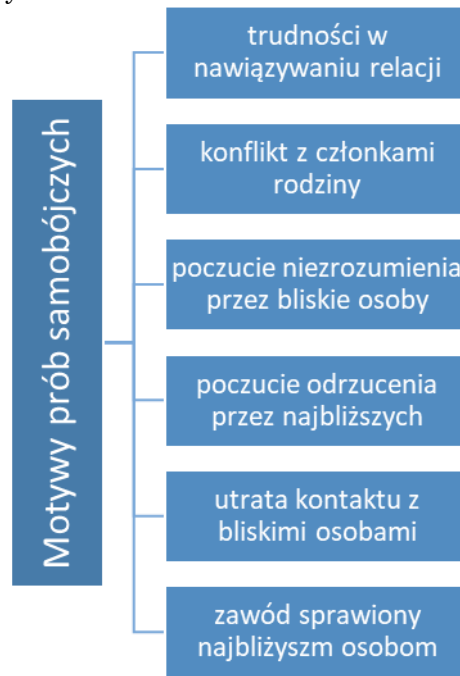 Motywy prób samobójczych
trudności w
nawiązywaniu relacji
konflikt z członkami
rodziny
poczucie niezrozumienia
przez bliskie osoby
poczucie odrzucenia
przez najbliższych
utrata kontaktu z
bliskimi osobami
zawód sprawiony
najbliżyszm osobom